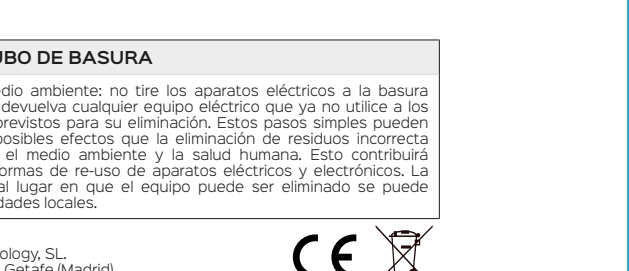 UBO DE BASURA
dio ambiente: no tire los aparatos eléctricos a la basura
devuelva cualquier equipo eléctrico que ya no utilice a los
previstos para su eliminación. Estos pasos simples pueden
posibles efectos que la eliminación de residuos incorrecta
el medio ambiente y la salud humana. Esto contribuirá
ormas de re-uso de aparatos eléctricos y electrónicos. La
al lugar en que el equipo puede ser eliminado se puede
dades locales.
ology, SL.
Getafe (Madrid)
CE